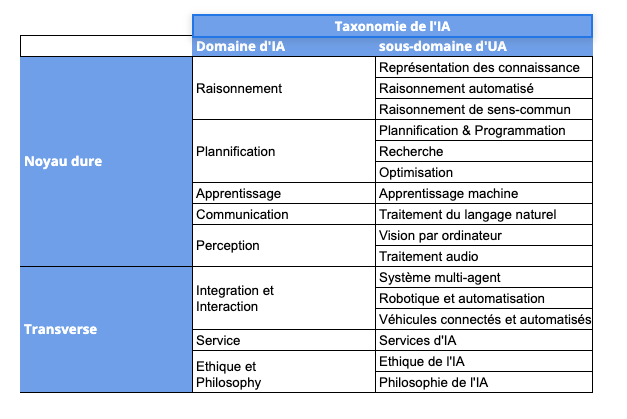 Taxonomie de l'IA
Domaine d'IA sous-domaine d'UA
Noyau dure
Raisonnement
Représentation des connaissance
Raisonnement automatisé
Raisonnement de sens-commun
Plannification
Plannification & Programmation
Recherche
Optimisation
Apprentissage Apprentissage machine
Communication Traitement du langage naturel
Perception
Vision par ordinateur
Traitement audio
Transverse
Integration et
Interaction
Système multi-agent
Robotique et automatisation
Véhicules connectés et automatisés
Service Services d'IA
Ethique et
Philosophy
Ethique de l'IA
Philosophie de l'IA